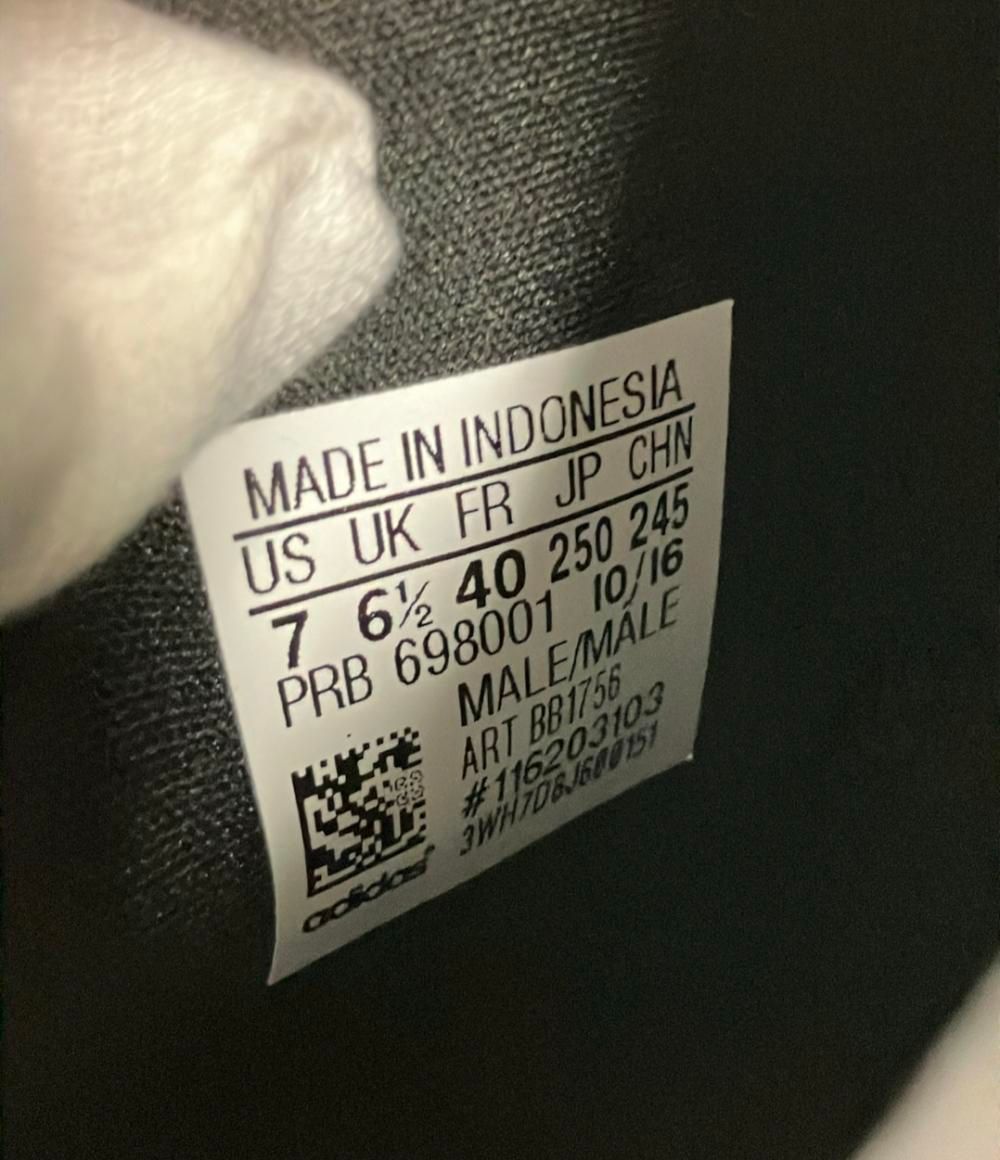 MADE IN INDONESIA
US UK FR JP CHN
7 6½ 40 250 245
PRB 698001 10/16
MALE/MÂLE
ART BB1756
#116203103
3WH7D8J600151
adidas